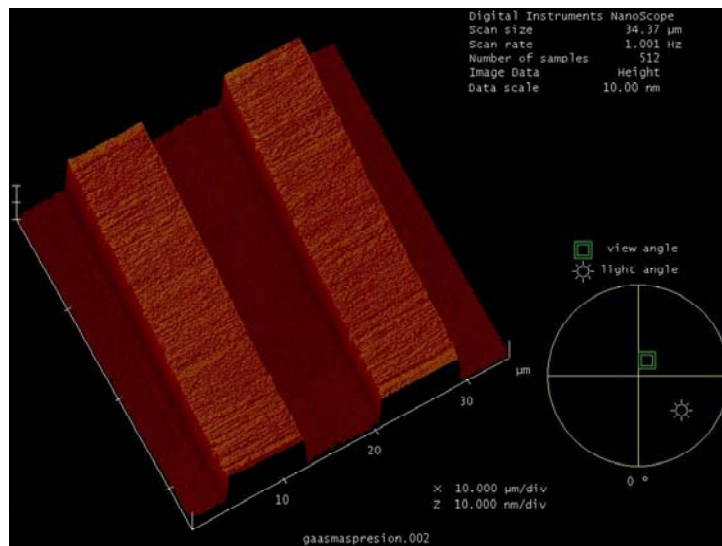 Digital Instruments NanoScope
Scan size 34.37 µm
Scan rate 1.001 Hz
Number of samples 512
Image Data Height
Data scale 10.00 nm
view angle
light angle
µm
30
20
10
X 10.000 µm/div
Z 10.000 nm/div
0 °
gaasmaspresion.002